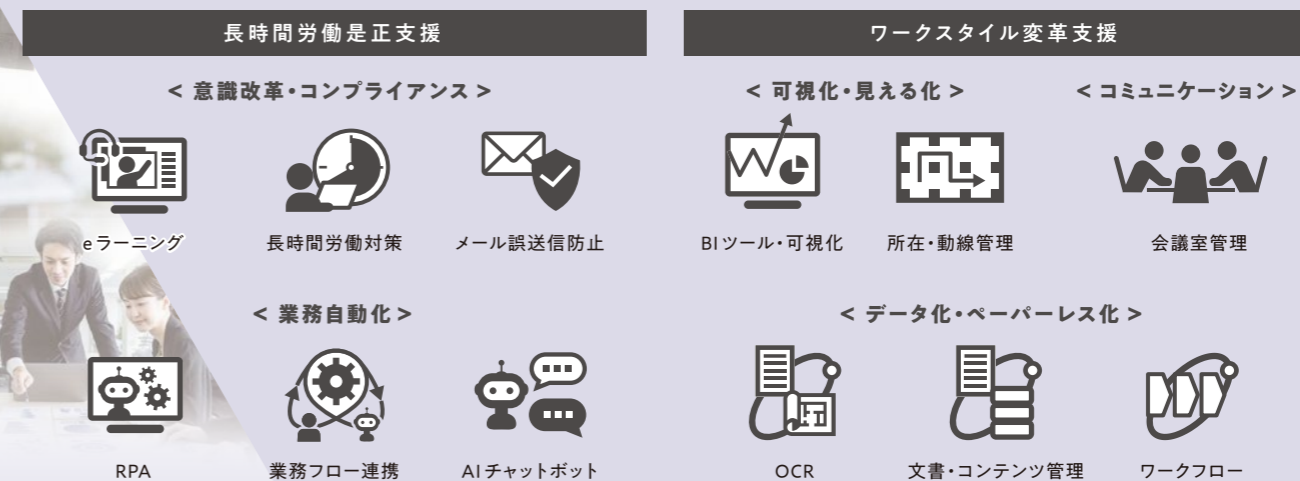 長時間労働是正支援
< 意識改革・コンプライアンス >
eラーニング
長時間労働対策
メール誤送信防止
< 業務自動化 >
RPA
業務フロー連携
AIチャットボット
ワークスタイル変革支援
< 可視化・見える化 >
< コミュニケーション >
BIツール・可視化
所在・動線管理
会議室管理
< データ化・ペーパーレス化 >
OCR
文書・コンテンツ管理
ワークフロー